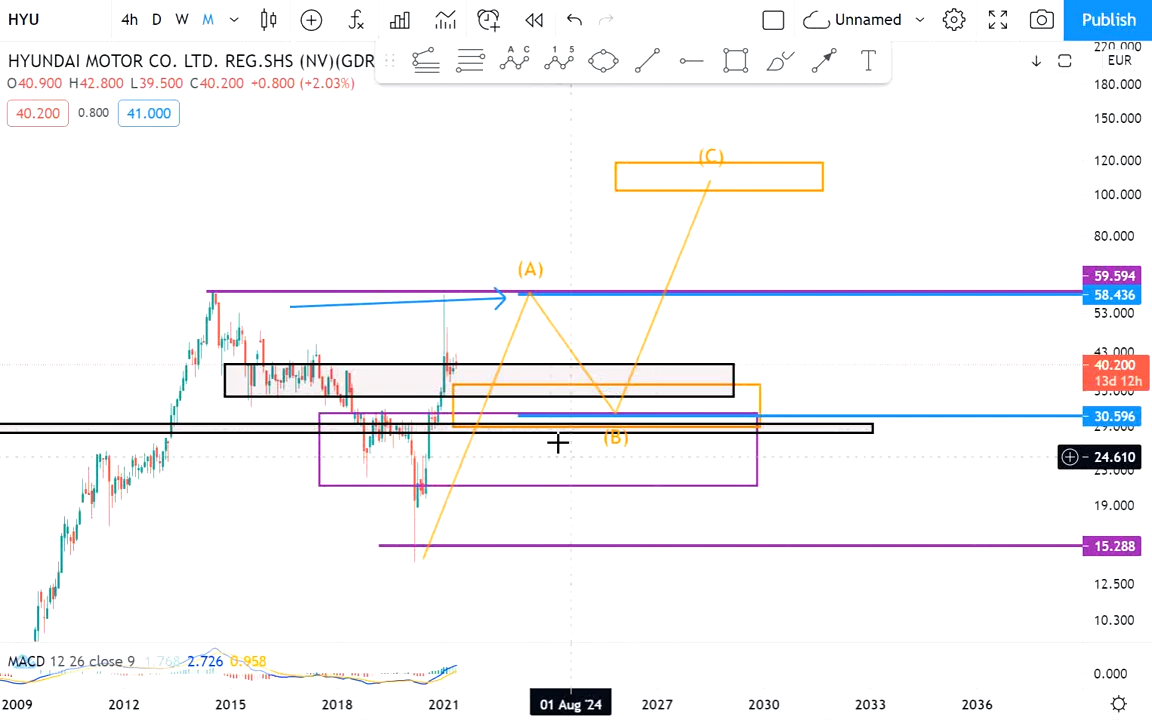 HYU 4h D W M Unnamed Publish
A C 1 5 T
HYUNDAI MOTOR CO. LTD. REG.SHS (NV)(GDR
O40.900 H42.800 L39.500 C40.200 +0.800 (+2.03%)
40.200 0.800 41.000
EUR
180.000
150.000
(C)
120.000
100.000
80.000
(A)
59.594
58.436
53.000
43.000
40.200
13d 12h
30.596
(B)
24.610
19.000
15.288
12.500
10.300
MACD 12 26 close 9 1.768 2.726 0.958
0.000
2009 2012 2015 2018 2021 01 Aug '24 2027 2030 2033 2036